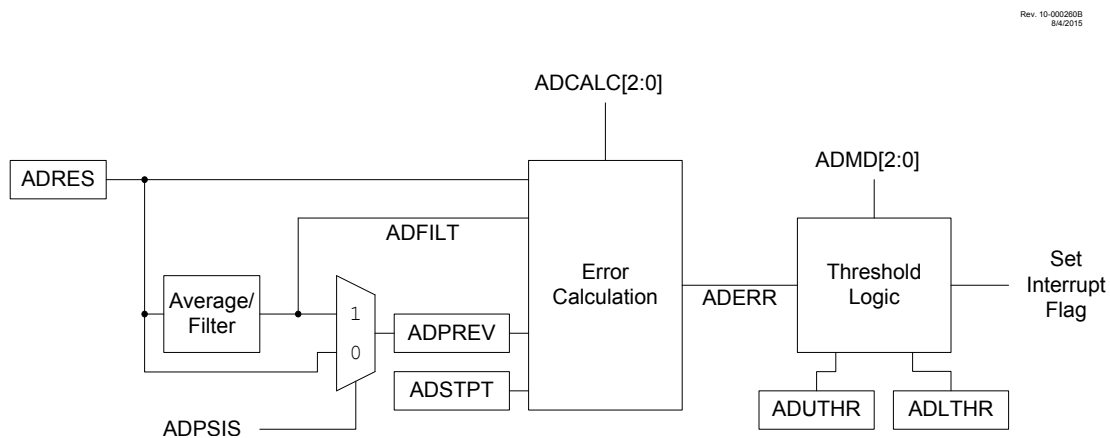 Rev. 10-000260B
8/4/2015
ADCALC[2:0]
ADMD[2:0]
ADRES
ADFILT
Error
Calculation
Threshold
Logic
Set
Interrupt
Flag
ADERR
Average/
Filter
1
0
ADPREV
ADSTPT
ADPSIS
ADUTHR
ADLTHR